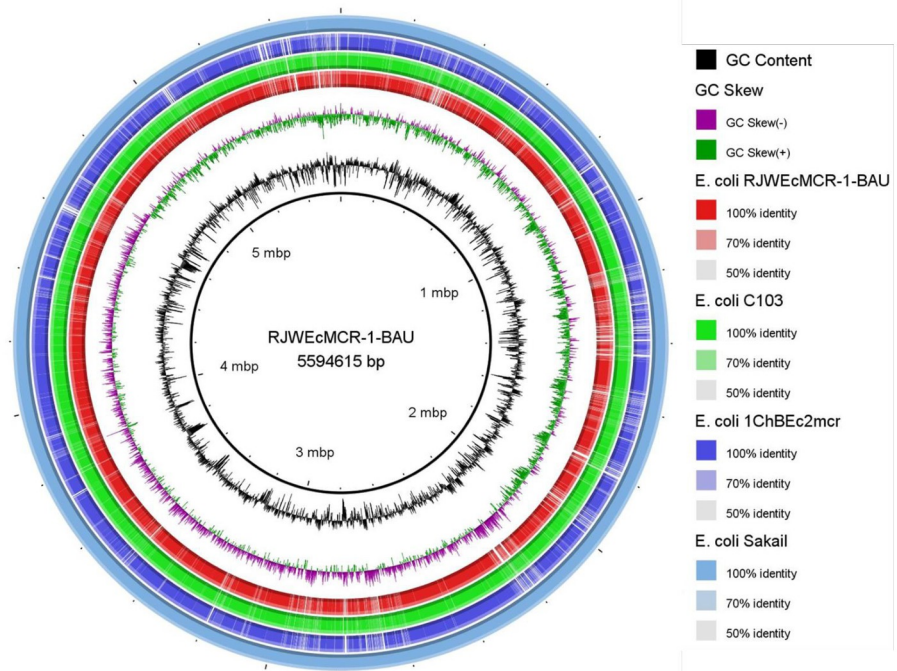 5 mbp
1 mbp
RJWEcMCR-1-BAU
5594615 bp
4 mbp
2 mbp
3 mbp
GC Content
GC Skew
GC Skew(-)
GC Skew(+)
E. coli RJWEcMCR-1-BAU
100% identity
70% identity
50% identity
E. coli C103
100% identity
70% identity
50% identity
E. coli 1ChBEc2mcr
100% identity
70% identity
50% identity
E. coli Sakail
100% identity
70% identity
50% identity